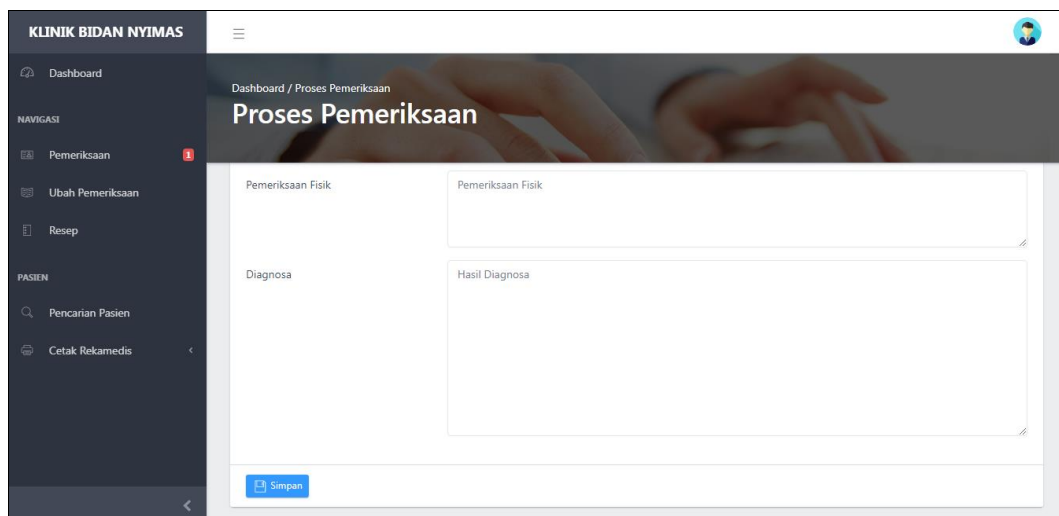 KLINIK BIDAN NYIMAS
Dashboard
NAVIGASI
Pemeriksaan 1
Ubah Pemeriksaan
Resep
PASIEN
Pencarian Pasien
Cetak Rekamedis
Dashboard / Proses Pemeriksaan
Proses Pemeriksaan
Pemeriksaan Fisik
Pemeriksaan Fisik
Diagnosa
Hasil Diagnosa
Simpan